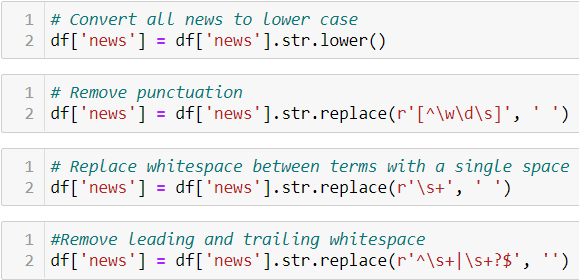 1 # Convert all news to lower case
2 df['news'] = df['news'].str.lower()
1 # Remove punctuation
2 df['news'] = df['news'].str.replace(r'[^\w\d\s]', ' ')
1 # Replace whitespace between terms with a single space
2 df['news'] = df['news'].str.replace(r'\s+', ' ')
1 #Remove leading and trailing whitespace
2 df['news'] = df['news'].str.replace(r'^\s+|\s+?$', '')